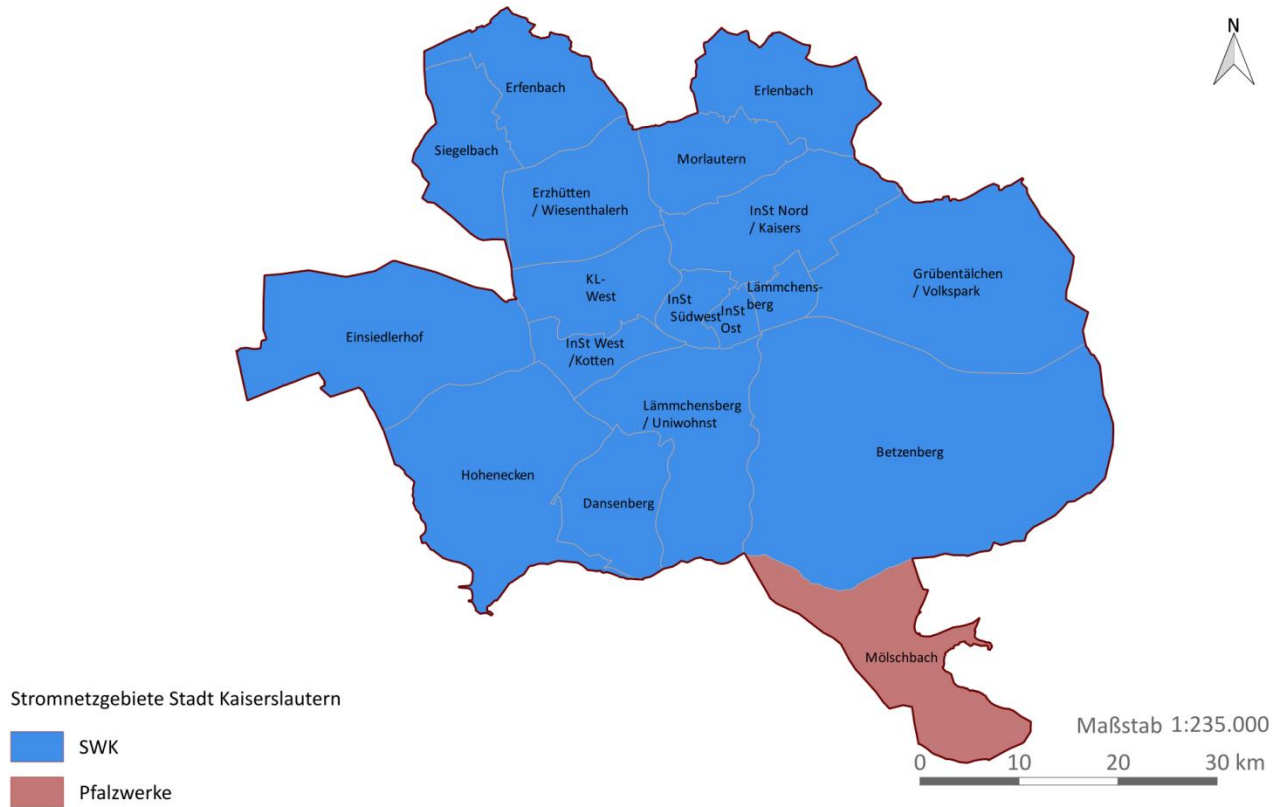 N
Erfenbach
Erlenbach
Siegelbach
Morlautern
Erzhütten
/ Wiesenthalerh
InSt Nord
/ Kaisers
Grübentälchen
/ Volkspark
KL-
West
Lämmchens-
berg
InSt
Südwest
InSt
Ost
Einsiedlerhof
InSt West
/Kotten
Lämmchensberg
/ Uniwohnst
Betzenberg
Hohenecken
Dansenberg
Mölschbach
Stromnetzgebiete Stadt Kaiserslautern
SWK
Pfalzwerke
Maßstab 1:235.000
0 10 20 30 km